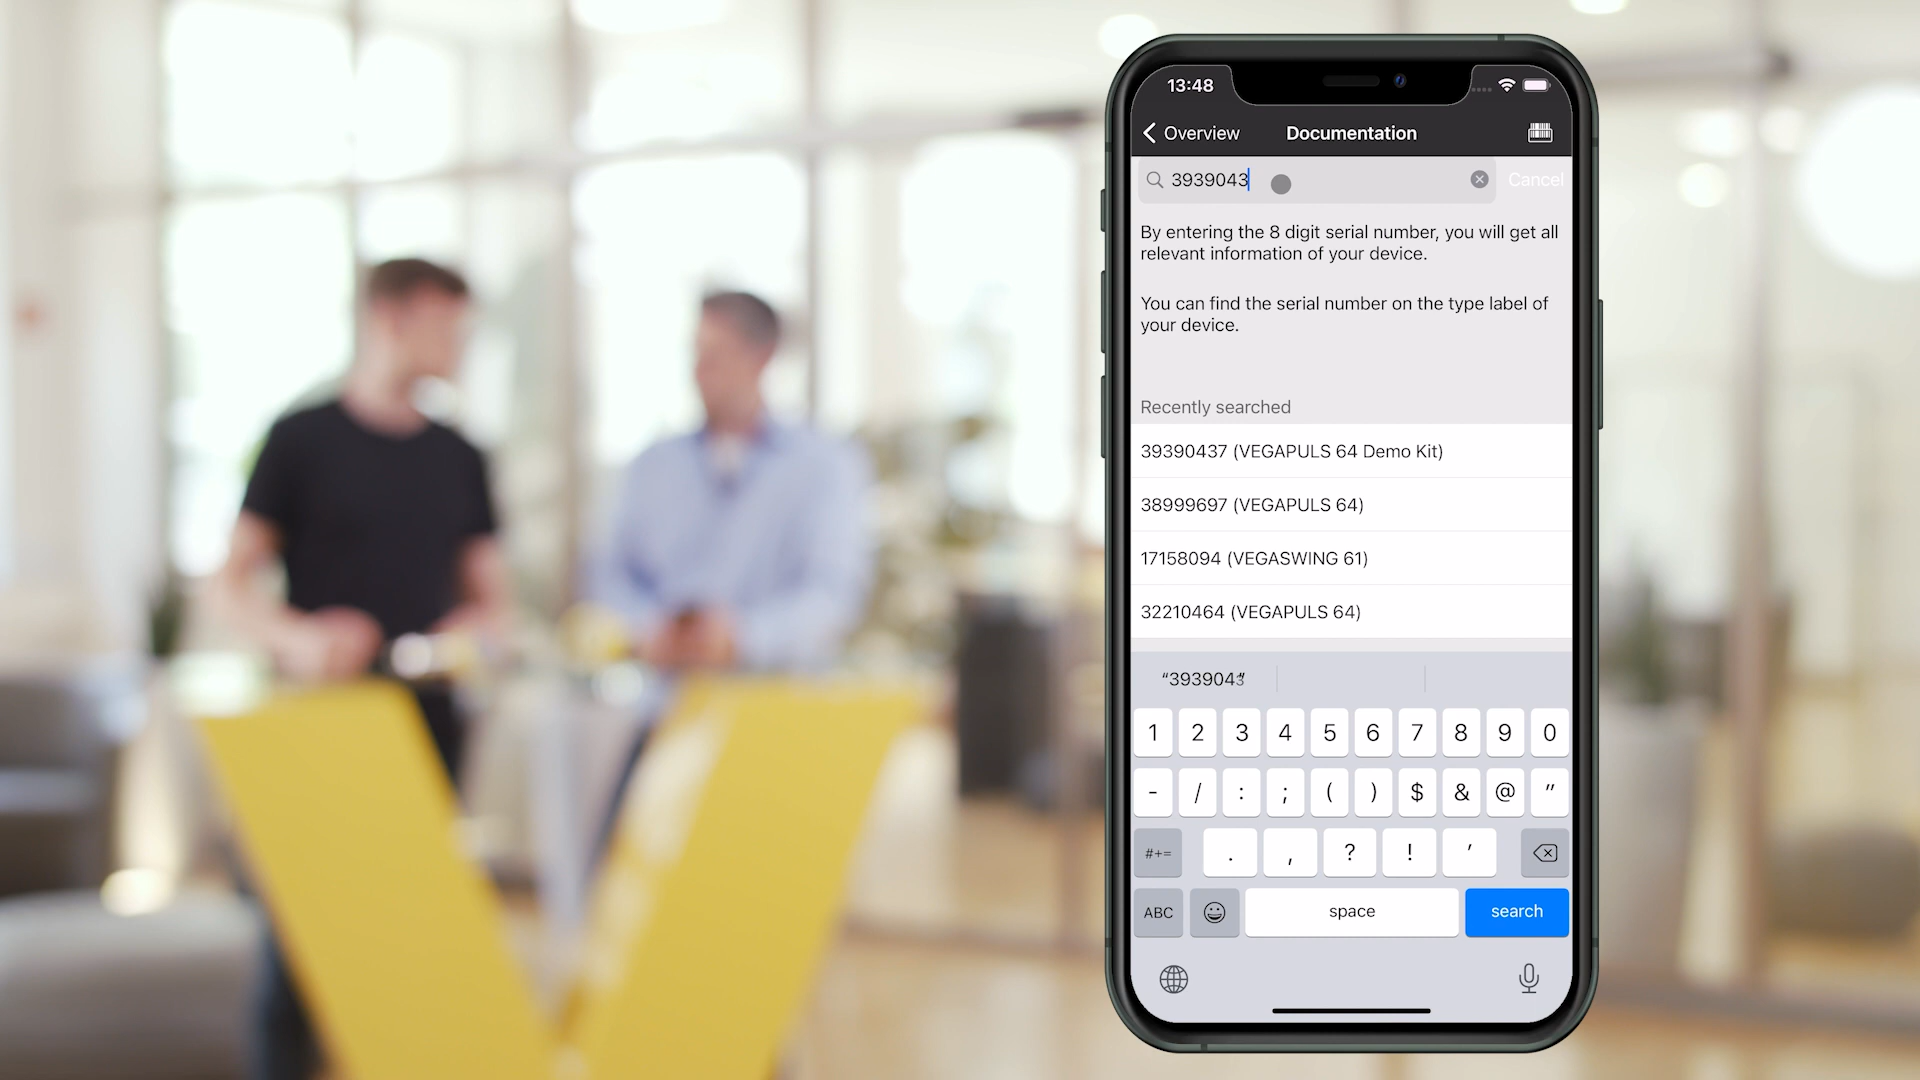 13:48
Overview
Documentation
3939043
Cancel
By entering the 8 digit serial number, you will get all
relevant information of your device.
You can find the serial number on the type label of
your device.
Recently searched
39390437 (VEGAPULS 64 Demo Kit)
38999697 (VEGAPULS 64)
17158094 (VEGASWING 61)
32210464 (VEGAPULS 64)
“3939043”
1 2 3 4 5 6 7 8 9 0
- / : ; ( ) $ & @ "
#+= . , ? ! '
ABC space search